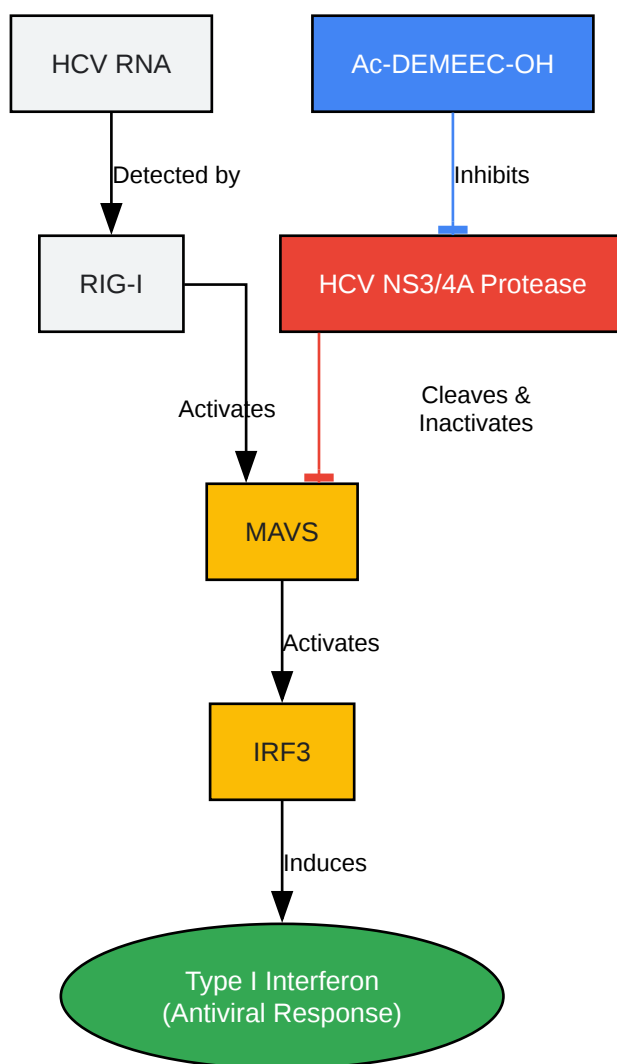 HCV RNA
Ac-DEMEEC-OH
Detected by
Inhibits
RIG-I
HCV NS3/4A Protease
Activates
Cleaves &
Inactivates
MAVS
Activates
IRF3
Induces
Type I Interferon
(Antiviral Response)